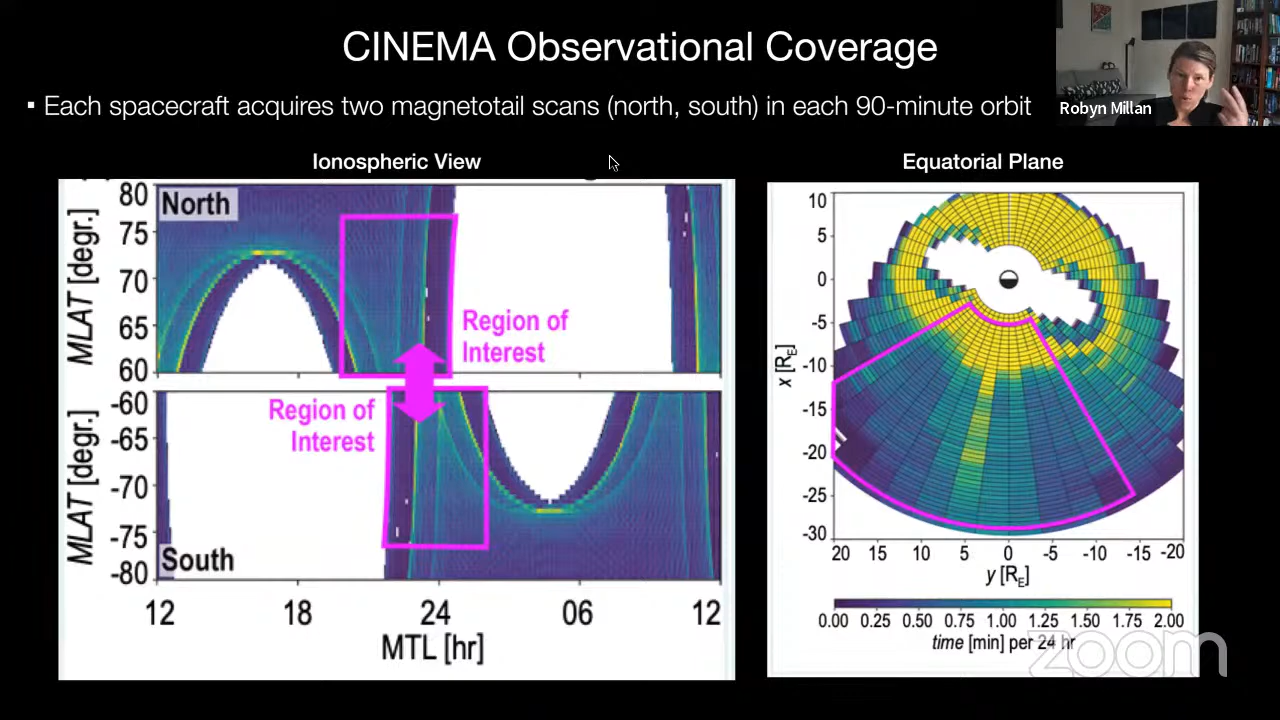 CINEMA Observational Coverage
▪ Each spacecraft acquires two magnetotail scans (north, south) in each 90-minute orbit
Robyn Millan
Ionospheric View
Equatorial Plane
North
MLAT [degr.]
80
75
70
65
60
Region of
Interest
Region of
Interest
MLAT [degr.]
-60
-65
-70
-75
-80
South
12 18 24 06 12
MTL [hr]
x [RE]
10
5
0
-5
-10
-15
-20
-25
-30
20 15 10 5 0 -5 -10 -15 -20
y [RE]
0.00 0.25 0.50 0.75 1.00 1.25 1.50 1.75 2.00
time [min] per 24 hr
zoom